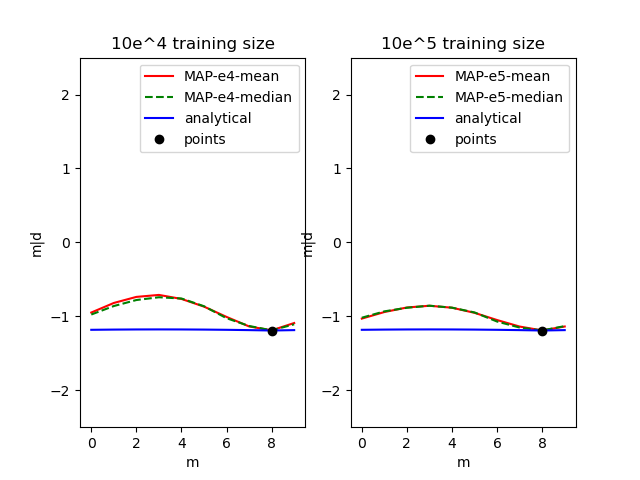 10e^4 training size
MAP-e4-mean
MAP-e4-median
analytical
points
2
1
0
−1
−2
m|d
0
2
4
6
8
m
10e^5 training size
MAP-e5-mean
MAP-e5-median
analytical
points
2
1
0
−1
−2
m|d
0
2
4
6
8
m